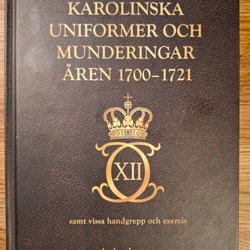 KAROLINSKA
UNIFORMER OCH
MUNDERINGAR
ÅREN 1700-1721
XII
samt vissa handgrepp och exercis